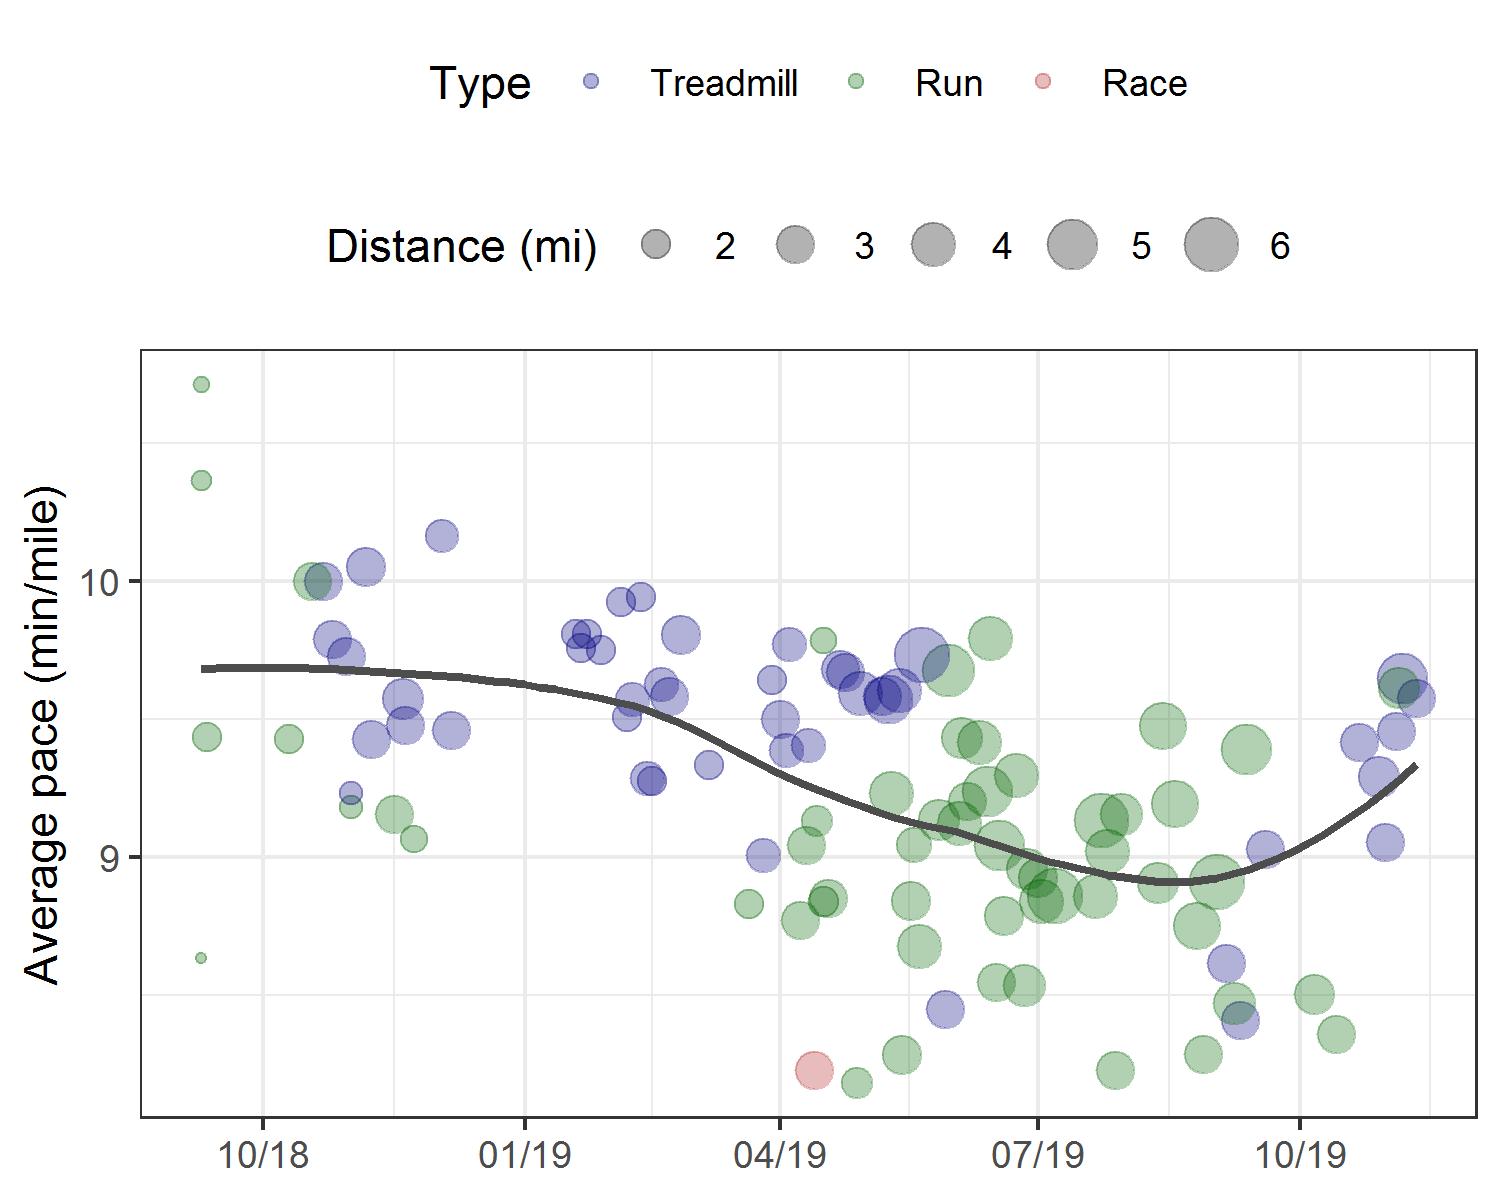 Type Treadmill Run Race
Distance (mi) 2 3 4 5 6
Average pace (min/mile)
10
9
10/18 01/19 04/19 07/19 10/19